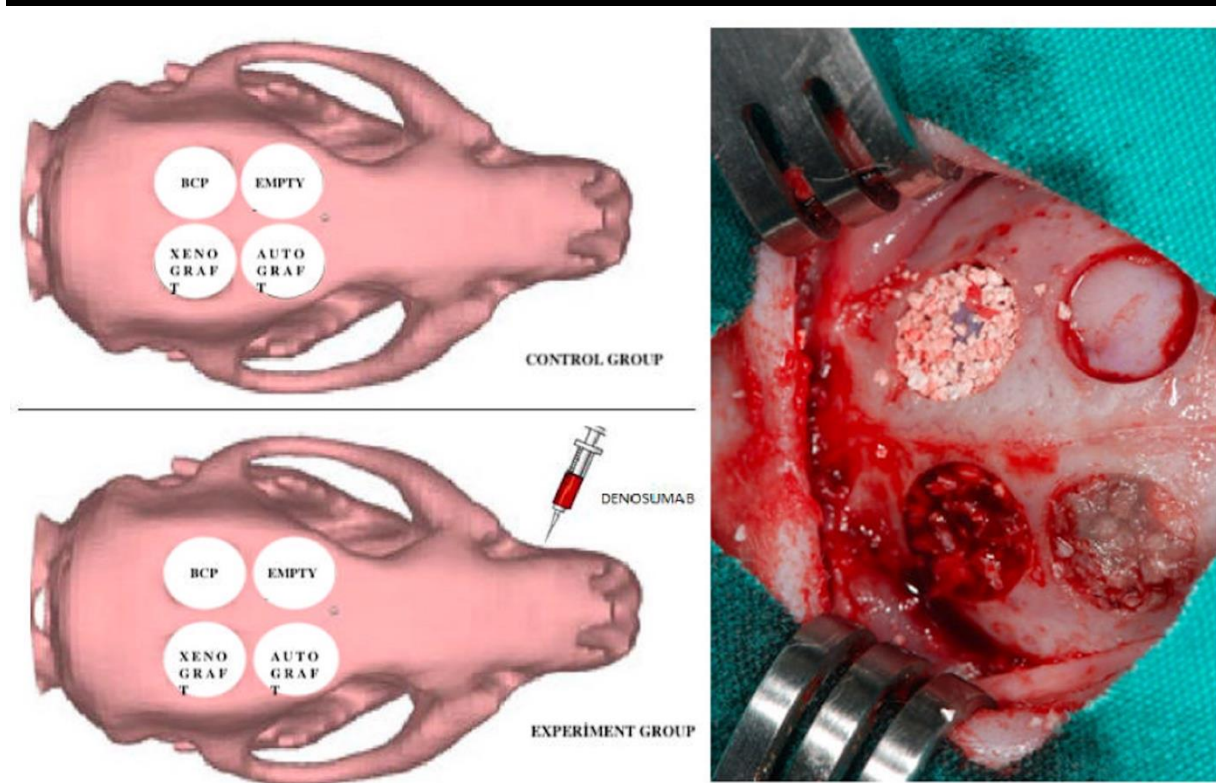 BCP
EMPTY
XENO
GRAF
T
AUTO
GRAF
T
CONTROL GROUP
DENOSUMAB
BCP
EMPTY
XENO
GRAF
T
AUTO
GRAF
T
EXPERİMENT GROUP